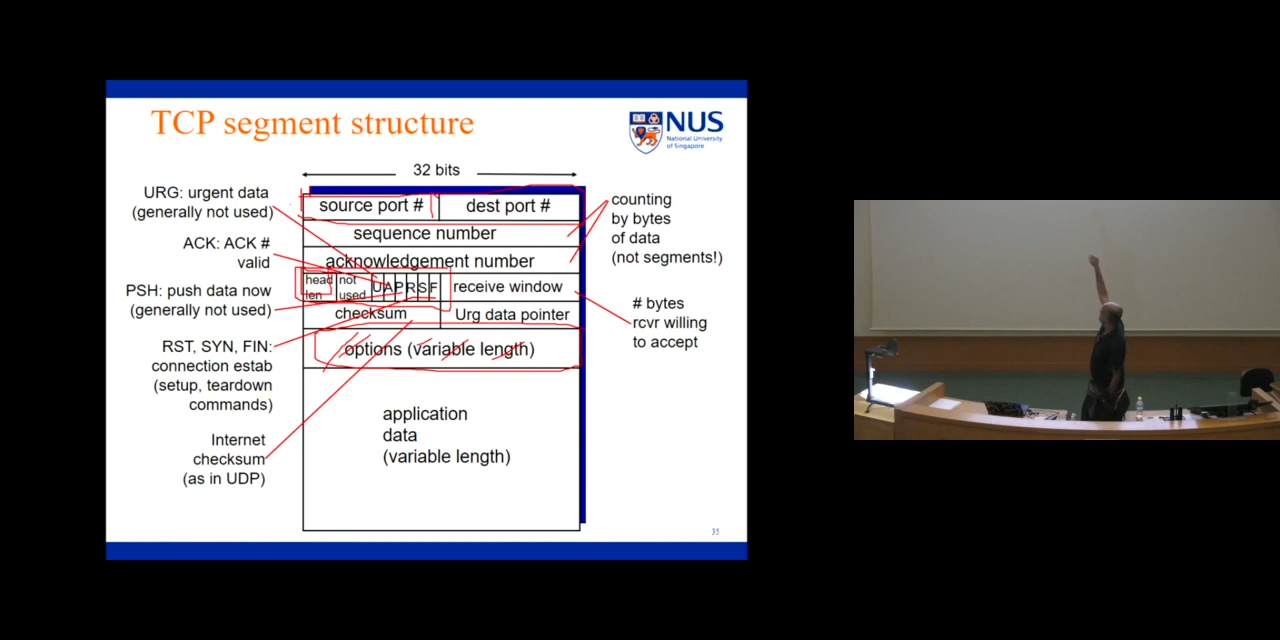 TCP segment structure
NUS
National University
of Singapore
32 bits
URG: urgent data
(generally not used)
ACK: ACK #
valid
PSH: push data now
(generally not used)
RST, SYN, FIN:
connection estab
(setup, teardown
commands)
Internet
checksum
(as in UDP)
source port #
dest port #
sequence number
acknowledgement number
head
len
not
used
U
A
P
R
S
F
receive window
checksum
Urg data pointer
options (variable length)
application
data
(variable length)
counting
by bytes
of data
(not segments!)
# bytes
rcvr willing
to accept
35